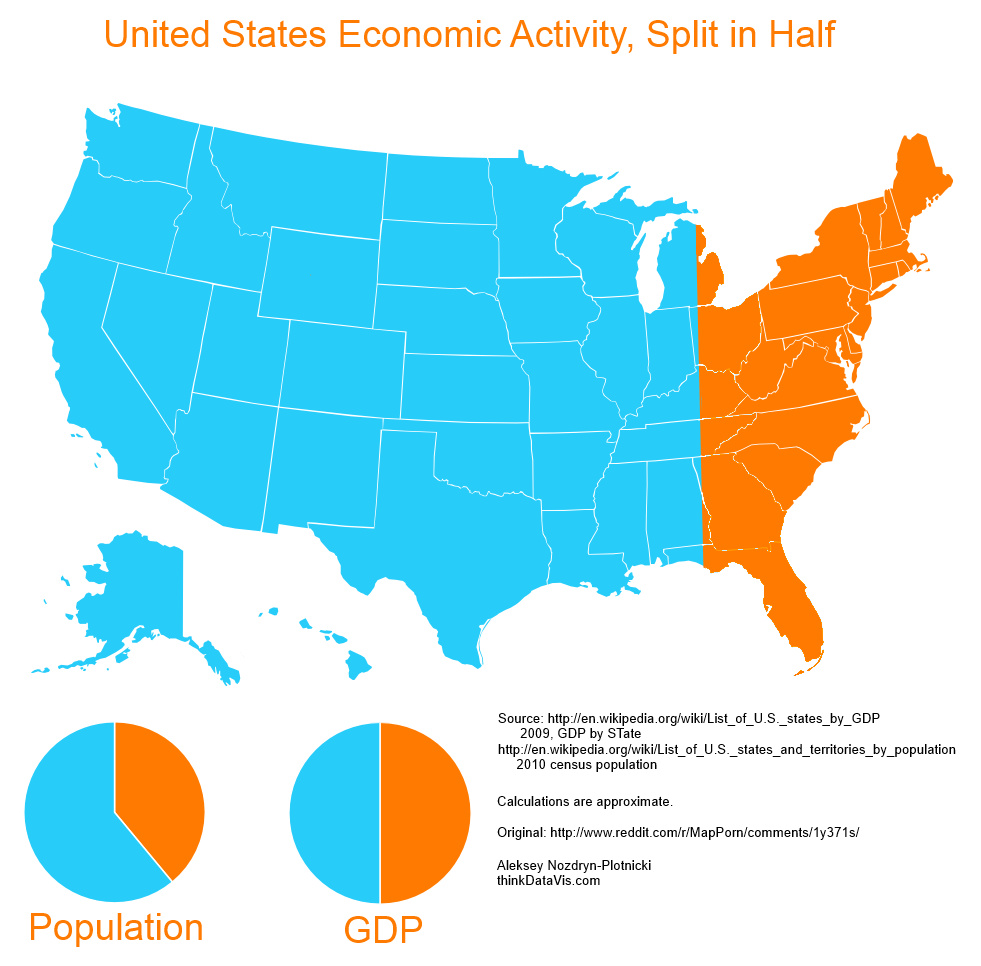 United States Economic Activity, Split in Half
Source: http://en.wikipedia.org/wiki/List_of_U.S._states_by_GDP
2009, GDP by STate
http://en.wikipedia.org/wiki/List_of_U.S._states_and_territories_by_population
2010 census population
Calculations are approximate.
Original: http://www.reddit.com/r/MapPorn/comments/1y371s/
Aleksey Nozdryn-Plotnicki
thinkDataVis.com
Population
GDP